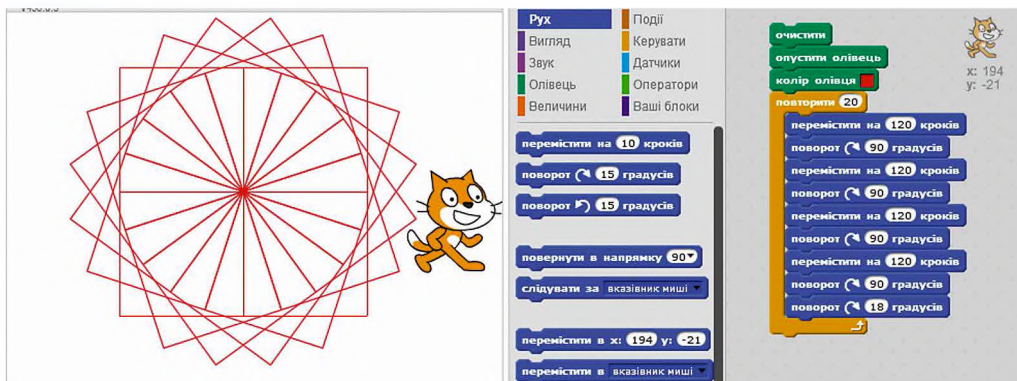 Рух
Події
Вигляд
Керувати
Звук
Датчики
Олівець
Оператори
Величини
Ваші блоки
перемістити на 10 кроків
поворот 15 градусів
поворот 15 градусів
повернути в напрямку 90
слідувати за вказівник миші
перемістити в x: 194 y: -21
перемістити в вказівник миші
очистити
опустити олівець
колір олівця
повторити 20
перемістити на 120 кроків
поворот 90 градусів
перемістити на 120 кроків
поворот 90 градусів
перемістити на 120 кроків
поворот 90 градусів
перемістити на 120 кроків
поворот 90 градусів
поворот 18 градусів
x: 194
y: -21